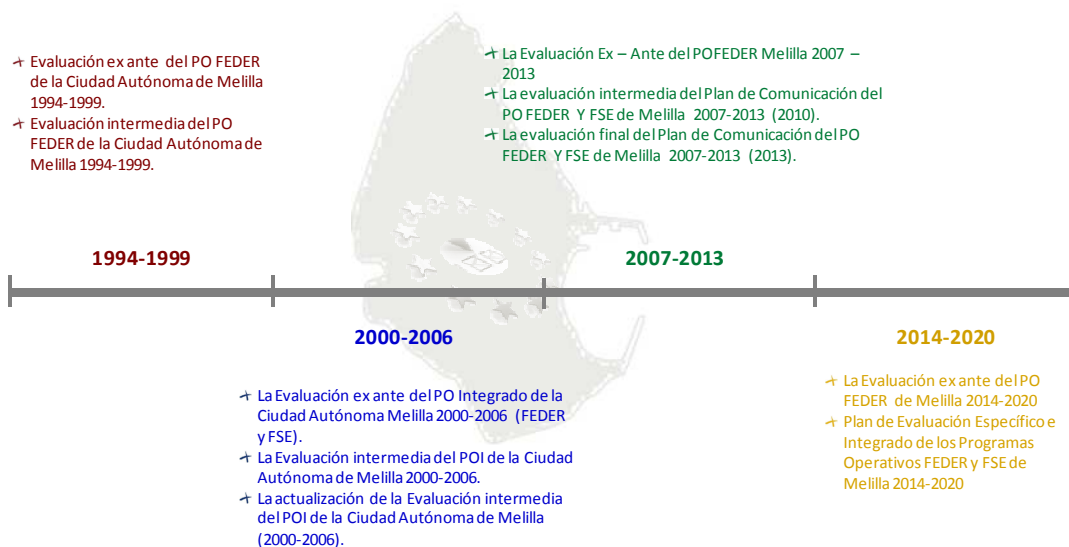 Evaluación ex ante del PO FEDER
de la Ciudad Autónoma de Melilla
1994-1999.
Evaluación intermedia del PO
FEDER de la Ciudad Autónoma de
Melilla 1994-1999.
1994-1999
La Evaluación ex ante del PO Integrado de la
Ciudad Autónoma Melilla 2000-2006 (FEDER
y FSE).
La Evaluación intermedia del POI de la Ciudad
Autónoma de Melilla 2000-2006.
La actualización de la Evaluación intermedia
del POI de la Ciudad Autónoma de Melilla
(2000-2006).
2000-2006
La Evaluación Ex – Ante del POFEDER Melilla 2007 –
2013
La evaluación intermedia del Plan de Comunicación del
PO FEDER Y FSE de Melilla 2007-2013 (2010).
La evaluación final del Plan de Comunicación del PO
FEDER Y FSE de Melilla 2007-2013 (2013).
2007-2013
2014-2020
La Evaluación ex ante del PO
FEDER de Melilla 2014-2020
Plan de Evaluación Específico e
Integrado de los Programas
Operativos FEDER y FSE de
Melilla 2014-2020